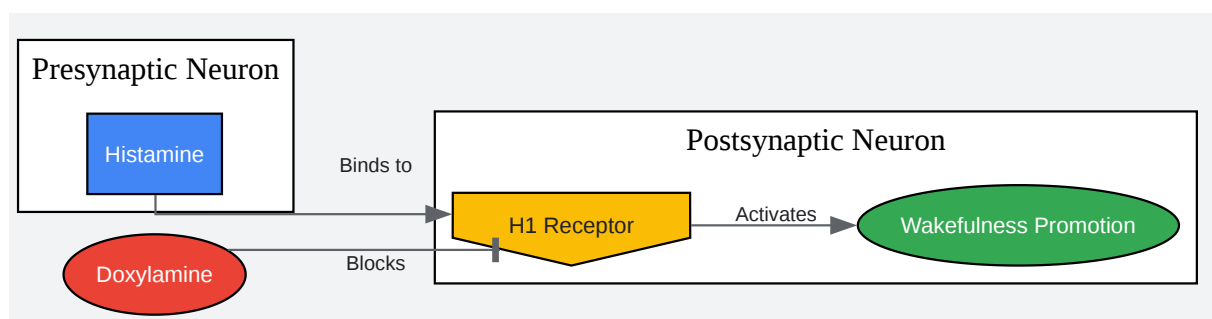 Presynaptic Neuron
Histamine
Binds to
Postsynaptic Neuron
H1 Receptor
Activates
Wakefulness Promotion
Doxylamine
Blocks